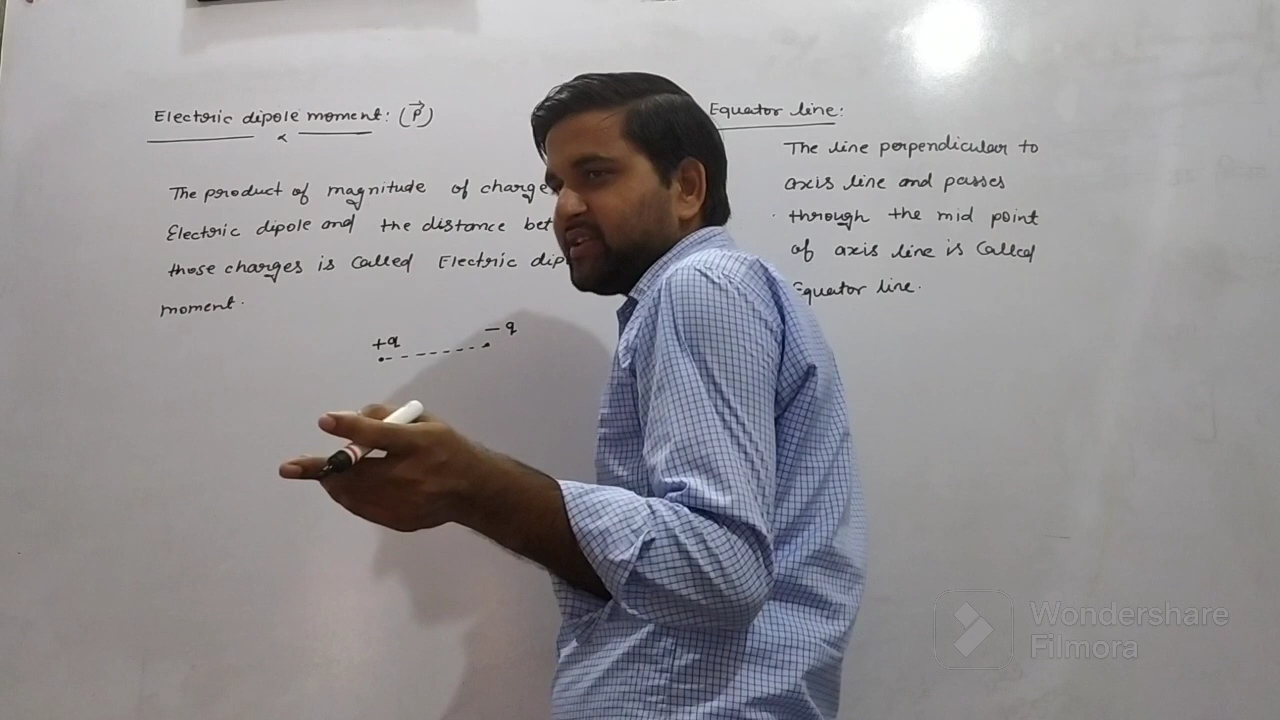 Electric dipole moment: (P)
The product of magnitude of charge
Electric dipole and the distance bet
those charges is called Electric dip
moment.
+q
- q
Equator line:
The line perpendicular to
axis line and passes
through the mid point
of axis line is called
Equator line.
Wondershare
Filmora